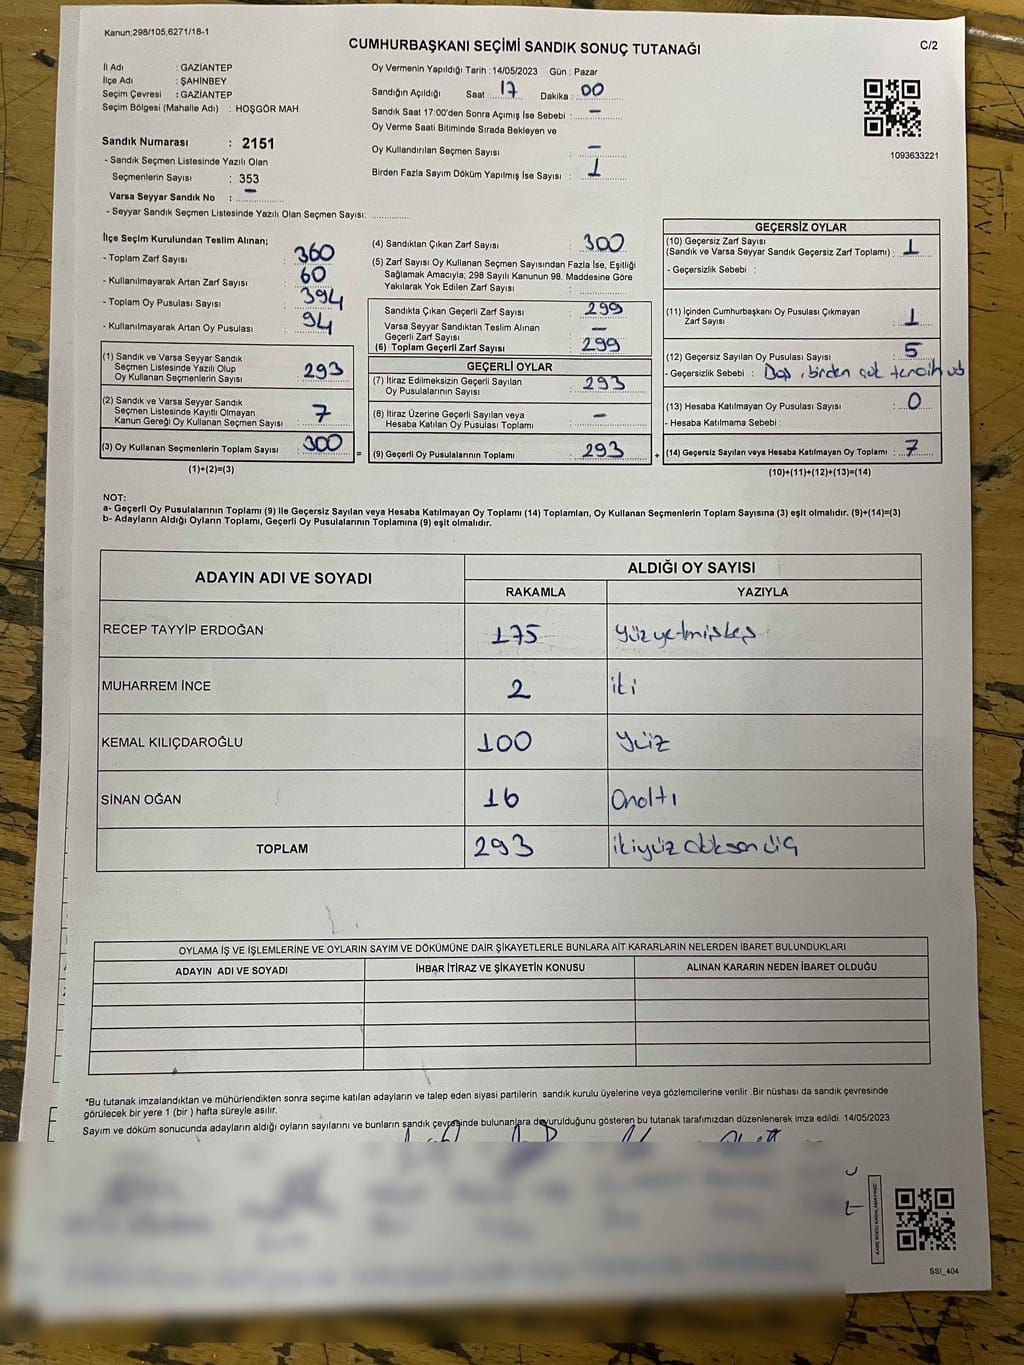 Kanun;298/105,6271/18-1
C/2
CUMHURBAŞKANI SEÇİMİ SANDIK SONUÇ TUTANAĞI
İl Adı : GAZİANTEP
İlçe Adı : ŞAHİNBEY
Seçim Çevresi : GAZİANTEP
Seçim Bölgesi (Mahalle Adı) : HOŞGÖR MAH.
Sandık Numarası : 2151
- Sandık Seçmen Listesinde Yazılı Olan
Seçmenlerin Sayısı : 353
Varsa Seyyar Sandık No : –
- Seyyar Sandık Seçmen Listesinde Yazılı Olan Seçmen Sayısı: ............
Oy Vermenin Yapıldığı Tarih :14/05/2023 Gün : Pazar
Sandığın Açıldığı Saat : 17 Dakika : 00
Sandık Saat 17:00'den Sonra Açımış İse Sebebi : –
Oy Verme Saati Bitiminde Sırada Bekleyen ve
Oy Kullandırılan Seçmen Sayısı : –
Birden Fazla Sayım Döküm Yapılmış İse Sayısı : 1
1093633221
İlçe Seçim Kurulundan Teslim Alınan;
- Toplam Zarf Sayısı : 360
- Kullanılmayarak Artan Zarf Sayısı : 60
- Toplam Oy Pusulası Sayısı : 394
- Kullanılmayarak Artan Oy Pusulası : 94
(1) Sandık ve Varsa Seyyar Sandık
Seçmen Listesinde Yazılı Olup
Oy Kullanan Seçmenlerin Sayısı : 293
(2) Sandık ve Varsa Seyyar Sandık
Seçmen Listesinde Kayıtlı Olmayan
Kanun Gereği Oy Kullanan Seçmen Sayısı : 7
(3) Oy Kullanan Seçmenlerin Toplam Sayısı : 300
(1)+(2)=(3)
(4) Sandıktan Çıkan Zarf Sayısı : 300
(5) Zarf Sayısı Oy Kullanan Seçmen Sayısından Fazla İse, Eşitliği
Sağlamak Amacıyla; 298 Sayılı Kanunun 98. Maddesine Göre
Yakılarak Yok Edilen Zarf Sayısı :
Sandıkta Çıkan Geçerli Zarf Sayısı : 299
Varsa Seyyar Sandıktan Teslim Alınan
Geçerli Zarf Sayısı : –
(6) Toplam Geçerli Zarf Sayısı : 299
GEÇERLİ OYLAR
(7) İtiraz Edilmeksizin Geçerli Sayılan
Oy Pusulalarının Sayısı : 293
(8) İtiraz Üzerine Geçerli Sayılan veya
Hesaba Katılan Oy Pusulası Toplamı : –
= (9) Geçerli Oy Pusulalarının Toplamı : 293
GEÇERSİZ OYLAR
(10) Geçersiz Zarf Sayısı
(Sandık ve Varsa Seyyar Sandık Geçersiz Zarf Toplamı) : 1
- Geçersizlik Sebebi :
(11) İçinden Cumhurbaşkanı Oy Pusulası Çıkmayan
Zarf Sayısı : 1
(12) Geçersiz Sayılan Oy Pusulası Sayısı : 5
- Geçersizlik Sebebi : Boş, birden çok tercih
(13) Hesaba Katılmayan Oy Pusulası Sayısı : 0
- Hesaba Katılmama Sebebi :
+ (14) Geçersiz Sayılan veya Hesaba Katılmayan Oy Toplamı : 7
(10)+(11)+(12)+(13)=(14)
NOT:
a- Geçerli Oy Pusulalarının Toplamı (9) ile Geçersiz Sayılan veya Hesaba Katılmayan Oy Toplamı (14) Toplamları, Oy Kullanan Seçmenlerin Toplam Sayısına (3) eşit olmalıdır. (9)+(14)=(3)
b- Adayların Aldığı Oyların Toplamı, Geçerli Oy Pusulalarının Toplamına (9) eşit olmalıdır.
ADAYIN ADI VE SOYADI ALDIĞI OY SAYISI
RAKAMLA YAZIYLA
RECEP TAYYİP ERDOĞAN 175 yüzyetmişbeş
MUHARREM İNCE 2 iki
KEMAL KILIÇDAROĞLU 100 yüz
SİNAN OĞAN 16 Onaltı
TOPLAM 293 ikiyüz doksan üç
OYLAMA İŞ VE İŞLEMLERİNE VE OYLARIN SAYIM VE DÖKÜMÜNE DAİR ŞİKAYETLERLE BUNLARA AİT KARARLARIN NELERDEN İBARET BULUNDUKLARI
ADAYIN ADI VE SOYADI İHBAR İTİRAZ VE ŞİKAYETİN KONUSU ALINAN KARARIN NEDEN İBARET OLDUĞU
*Bu tutanak imzalandıktan ve mühürlendikten sonra seçime katılan adayların ve talep eden siyasi partilerin sandık kurulu üyelerine veya gözlemcilerine verilir .Bir nüshası da sandık çevresinde
görülecek bir yere 1 (bir ) hafta süreyle asılır.
Sayım ve döküm sonucunda adayların aldığı oyların sayılarını ve bunların sandık çevresinde bulunanlara duyurulduğunu gösteren bu tutanak tarafımızdan düzenlenerek imza edildi. 14/05/2023
KARE KODU KARALAMAYINIZ!
SSI_404